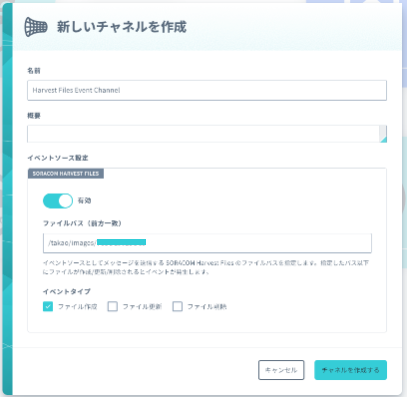 新しいチャネルを作成
名前
Harvest Files Event Channel
概要
イベントソース設定
SORACOM HARVEST FILES
有効
ファイルパス（前方一致）
/takao/images/
イベントソースとしてメッセージを送信する SORACOM Harvest Files のファイルパスを指定します。指定したパス以下
にファイルが作成/更新/削除されるとイベントが発生します。
イベントタイプ
ファイル作成 ファイル更新 ファイル削除
キャンセル チャネルを作成する